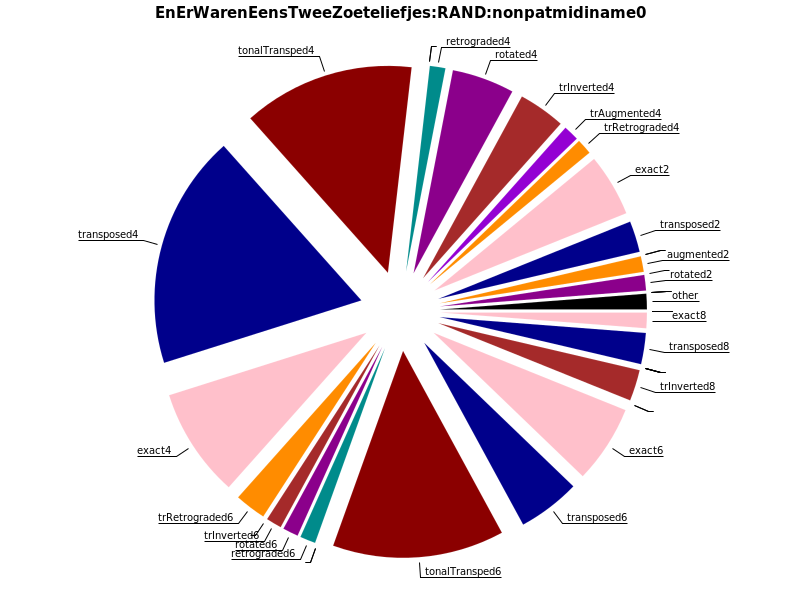 EnErWarenEensTweeZoeteliefjes:RAND:nonpatmidiname0
retrograded4
tonalTransped4
rotated4
trInverted4
trAugmented4
trRetrograded4
exact2
transposed2
transposed4
augmented2
rotated2
other
exact8
transposed8
trInverted8
exact4
exact6
trRetrograded6
transposed6
trInverted6
rotated6
retrograded6
tonalTransped6